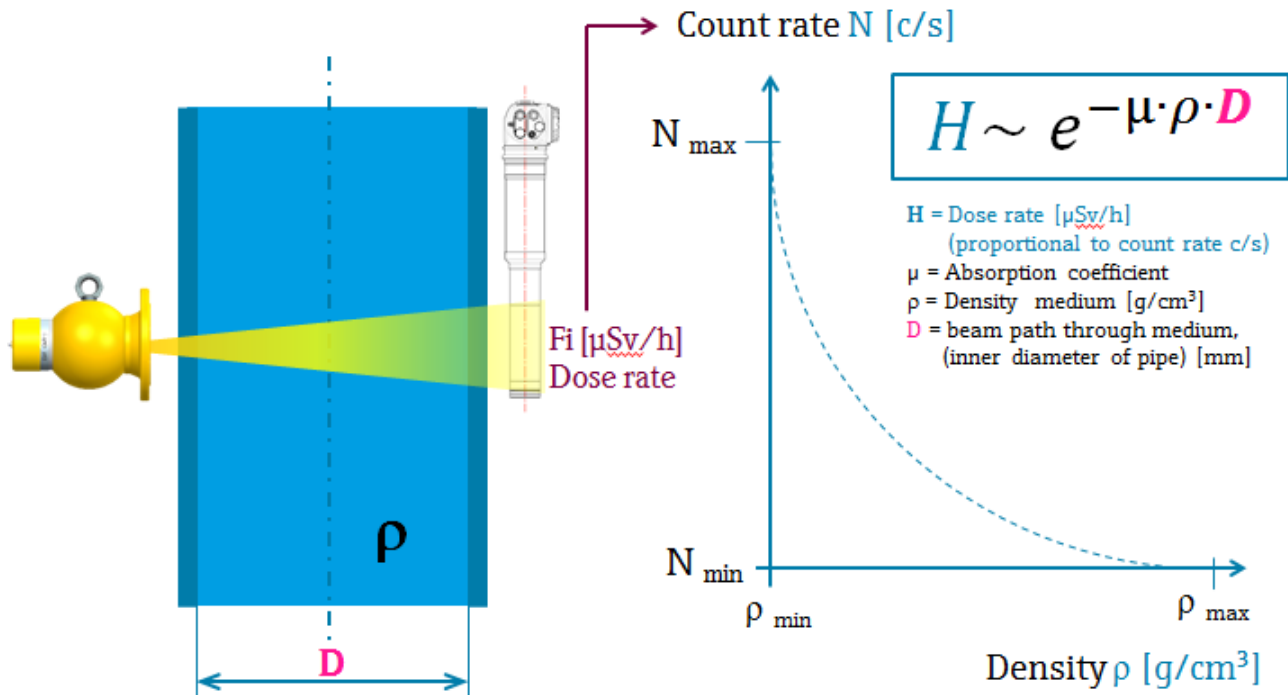 Count rate N [c/s]
N max
H ~ e^−μ·ρ·D
H = Dose rate [µSv/h]
(proportional to count rate c/s)
µ = Absorption coefficient
ρ = Density medium [g/cm³]
D = beam path through medium,
(inner diameter of pipe) [mm]
Fi [µSv/h]
Dose rate
ρ
N min
ρ min
ρ max
D
Density ρ [g/cm³]